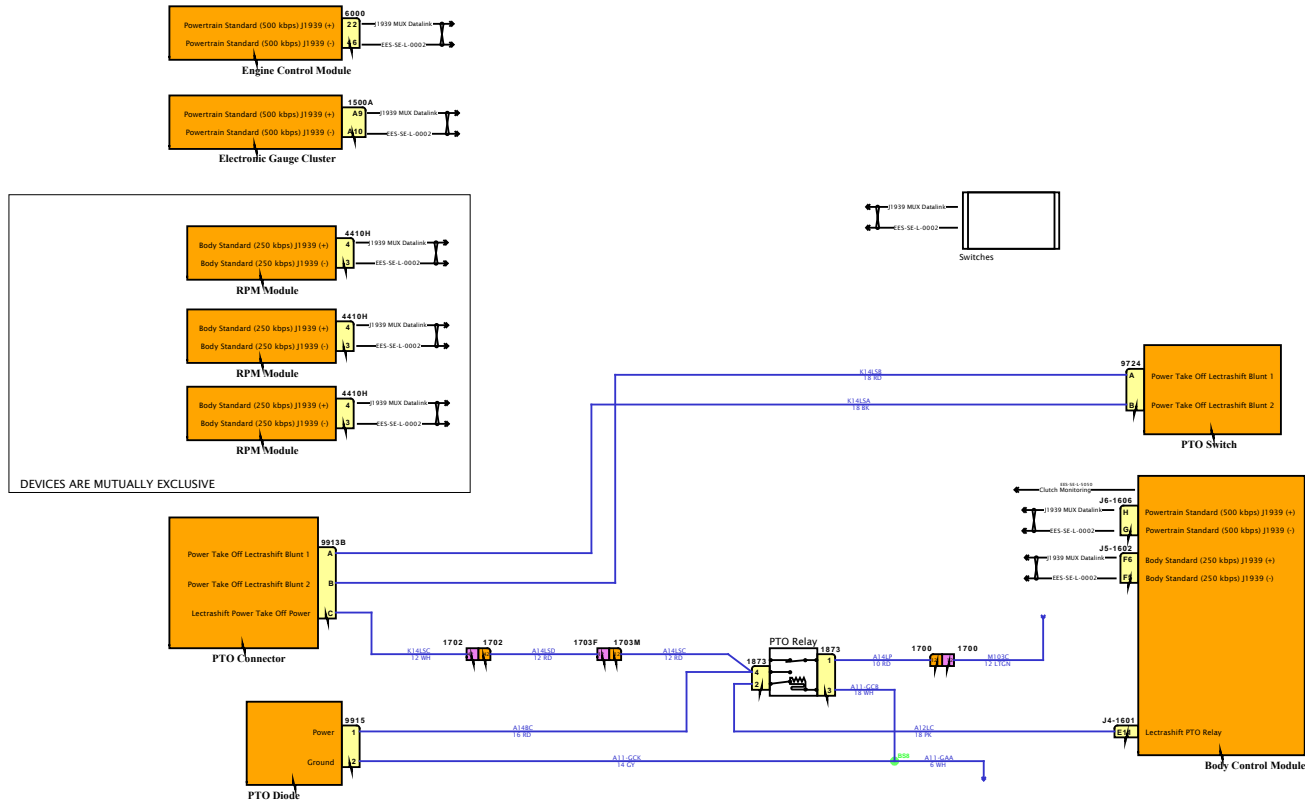 6000
Powertrain Standard (500 kbps) J1939 (+)
22
J1939 MUX Datalink
Powertrain Standard (500 kbps) J1939 (-)
46
EES-SE-L-0002
Engine Control Module
1500A
Powertrain Standard (500 kbps) J1939 (+)
A9
J1939 MUX Datalink
Powertrain Standard (500 kbps) J1939 (-)
A10
EES-SE-L-0002
Electronic Gauge Cluster
4410H
Body Standard (250 kbps) J1939 (+)
4
J1939 MUX Datalink
Body Standard (250 kbps) J1939 (-)
3
EES-SE-L-0002
RPM Module
4410H
Body Standard (250 kbps) J1939 (+)
4
J1939 MUX Datalink
Body Standard (250 kbps) J1939 (-)
3
EES-SE-L-0002
RPM Module
4410H
Body Standard (250 kbps) J1939 (+)
4
J1939 MUX Datalink
Body Standard (250 kbps) J1939 (-)
3
EES-SE-L-0002
RPM Module
DEVICES ARE MUTUALLY EXCLUSIVE
J1939 MUX Datalink
EES-SE-L-0002
Switches
K14LSB
18 RD
K14LSA
18 BK
9724
A
Power Take Off Lectrashift Blunt 1
B
Power Take Off Lectrashift Blunt 2
PTO Switch
EES-SE-L-5050
Clutch Monitoring
J6-1606
J1939 MUX Datalink
H
Powertrain Standard (500 kbps) J1939 (+)
EES-SE-L-0002
G
Powertrain Standard (500 kbps) J1939 (-)
J5-1602
J1939 MUX Datalink
F6
Body Standard (250 kbps) J1939 (+)
EES-SE-L-0002
Body Standard (250 kbps) J1939 (-)
9913B
Power Take Off Lectrashift Blunt 1
A
Power Take Off Lectrashift Blunt 2
B
Lectrashift Power Take Off Power
C
PTO Connector
K14LSC
12 WH
1702
1702
A14LSD
12 RD
1703F
1703M
A14LSC
12 RD
PTO Relay
1873
4
2
1873
1
3
A14LP
10 RD
1700
1700
M103C
12 LTGN
A11-GCB
18 WH
A12LC
18 PK
J4-1601
Lectrashift PTO Relay
Body Control Module
9915
Power
1
A14BC
16 RD
Ground
2
A11-GCK
14 GY
A11-GAA
6 WH
PTO Diode